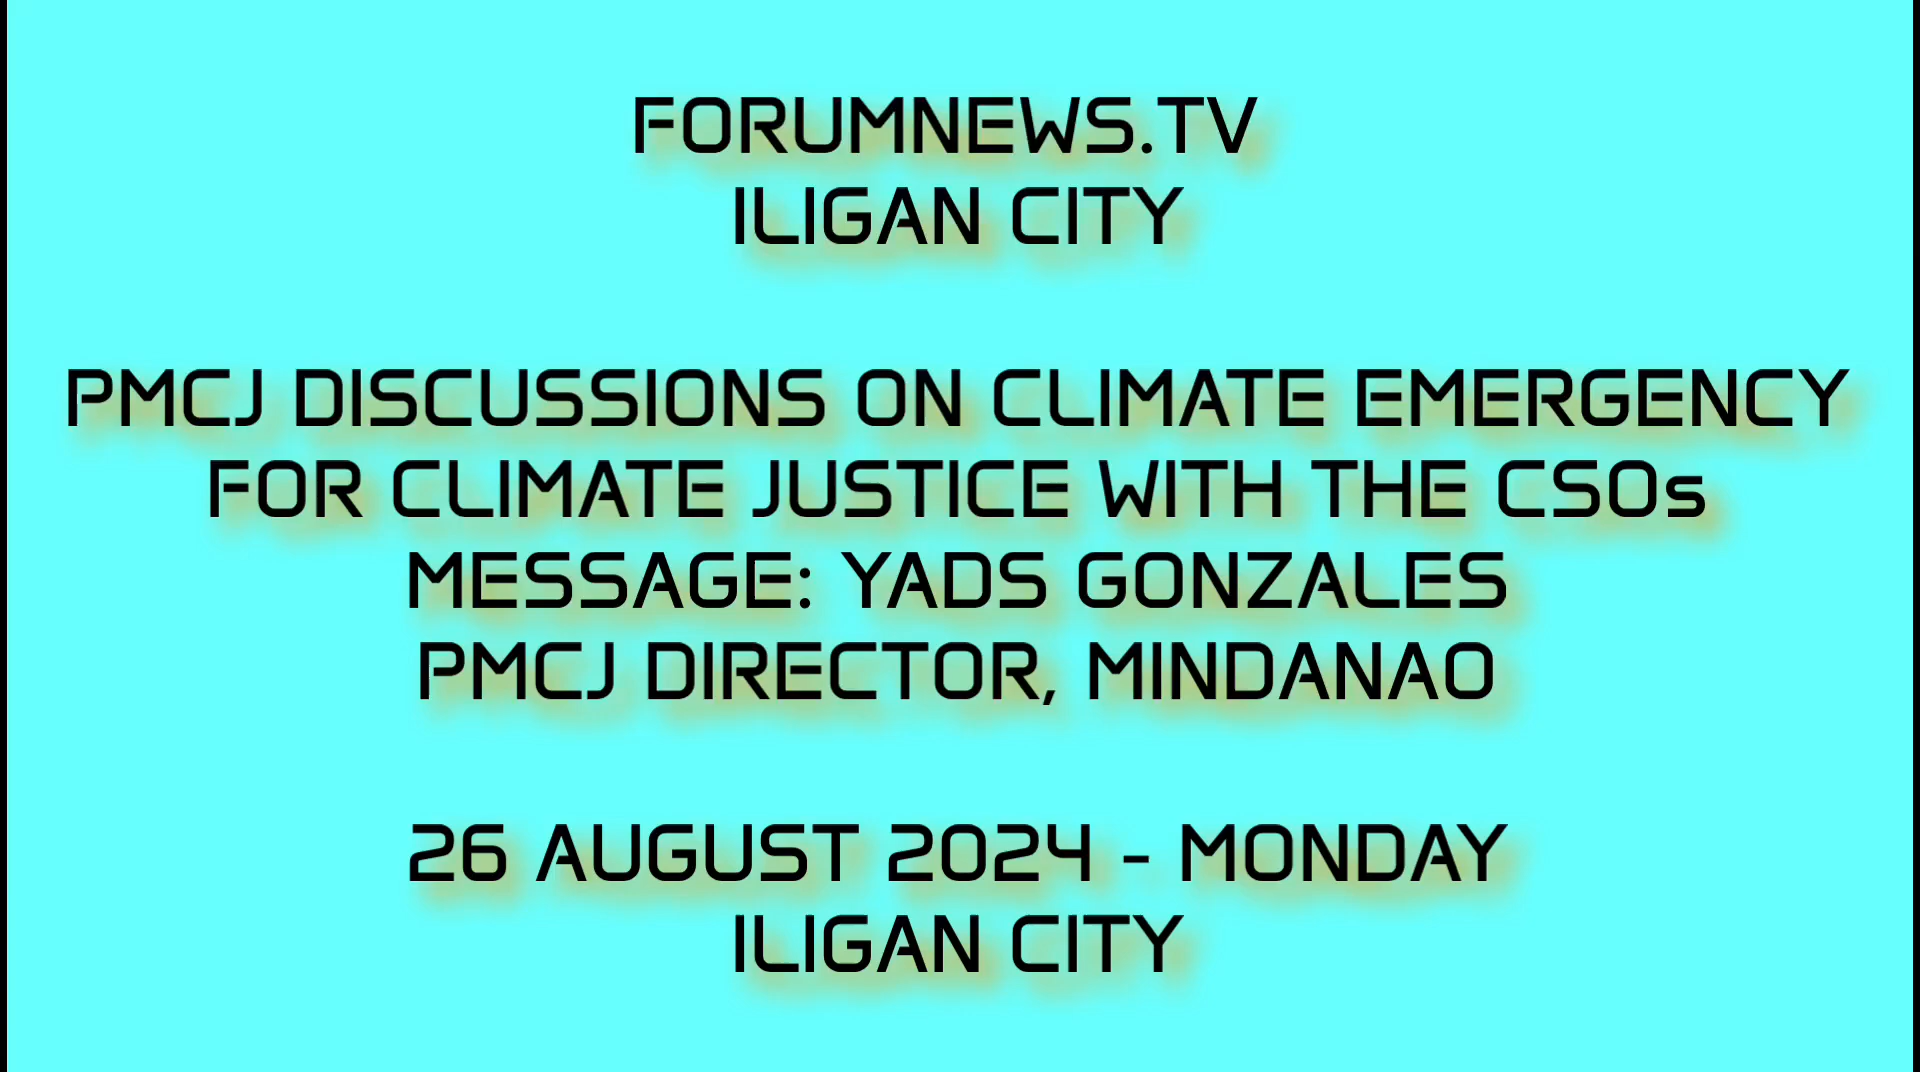 FORUMNEWS.TV
ILIGAN CITY
PMCJ DISCUSSIONS ON CLIMATE EMERGENCY
FOR CLIMATE JUSTICE WITH THE CSOs
MESSAGE: YADS GONZALES
PMCJ DIRECTOR, MINDANAO
26 AUGUST 2024 - MONDAY
ILIGAN CITY